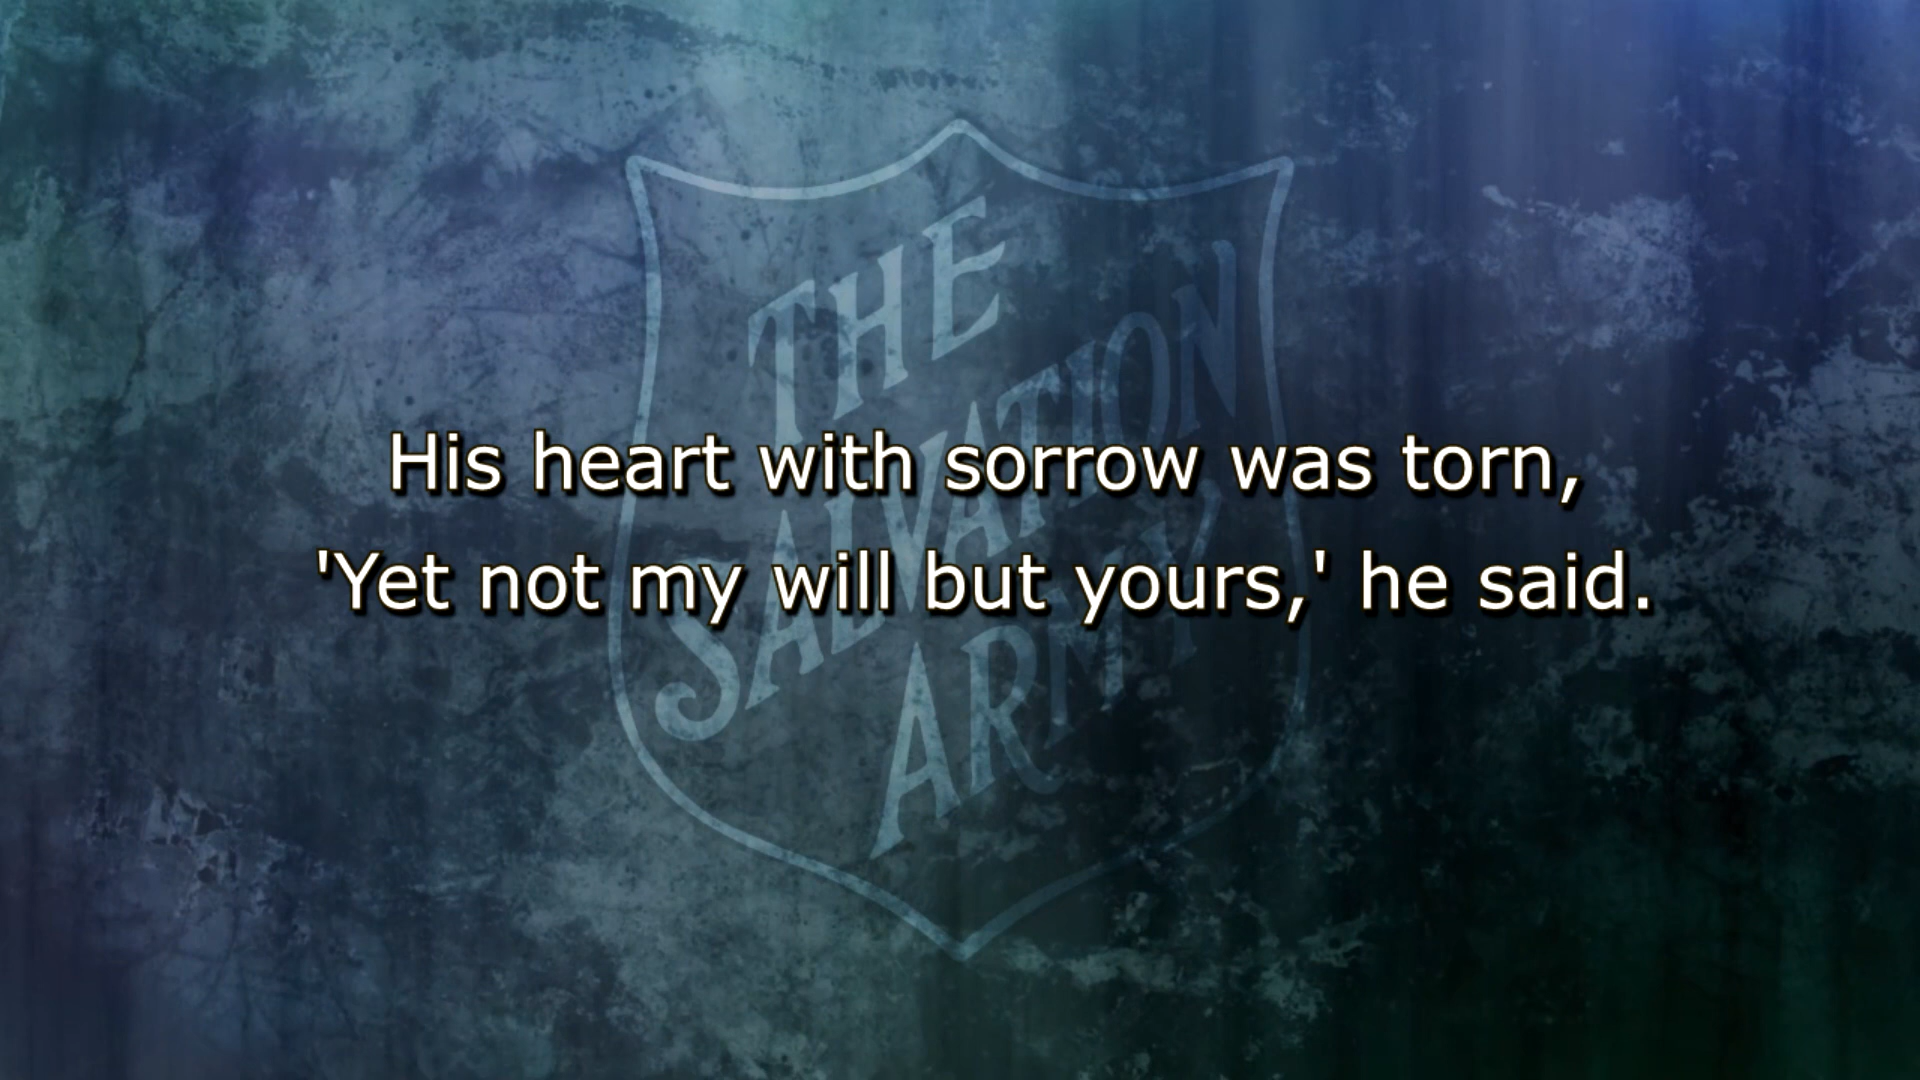 THE
SALVATION
ARMY
His heart with sorrow was torn,
'Yet not my will but yours,' he said.